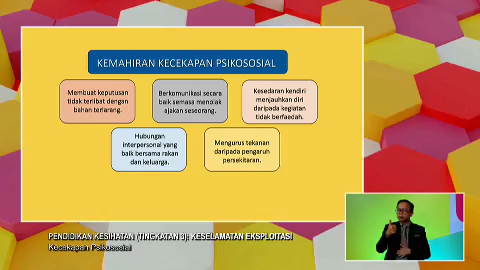 KEMAHIRAN KECEKAPAN PSIKOSOSIAL
Membuat keputusan
tidak terlibat dengan
bahan terlarang.
Berkomunikasi secara
baik semasa menolak
ajakan seseorang.
Kesedaran kendiri
menjauhkan diri
daripada kegiatan
tidak berfaedah.
Hubungan
interpersonal yang
baik bersama rakan
dan keluarga.
Mengurus tekanan
daripada pengaruh
persekitaran.
PENDIDIKAN KESIHATAN (TINGKATAN 3): KESELAMATAN EKSPLOITASI
Kecekapan Psikososial